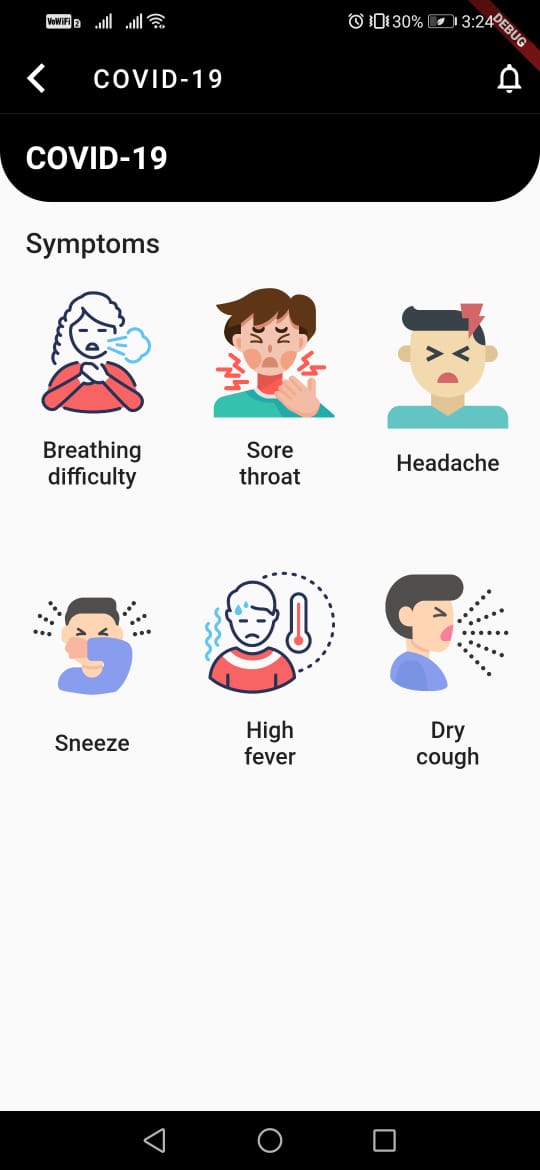 VoWiFi 2 30% 3:24
DEBUG
COVID-19
COVID-19
Symptoms
Breathing
difficulty
Sore
throat
Headache
Sneeze
High
fever
Dry
cough